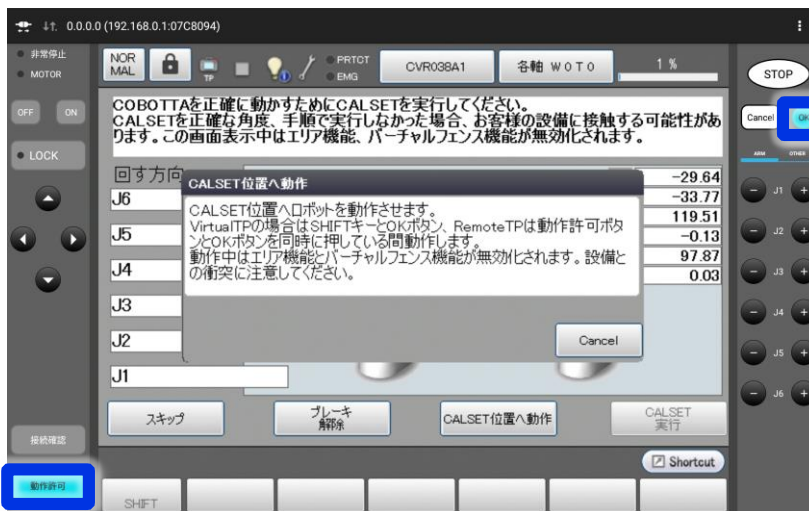 0.0.0.0 (192.168.0.1:07C8094)
非常停止
MOTOR
OFF ON
LOCK
NOR
MAL
TP
PRTCT
EMG
CVR038A1
各軸 W0T0
1 %
STOP
Cancel OK
ARM OTHER
COBOTTAを正確に動かすためにCALSETを実行してください。
CALSETを正確な角度、手順で実行しなかった場合、お客様の設備に接触する可能性があ
ります。この画面表示中はエリア機能、バーチャルフェンス機能が無効化されます。
回す方向
J6
J5
J4
J3
J2
J1
CALSET位置へ動作
CALSET位置へロボットを動作させます。
VirtualTPの場合はSHIFTキーとOKボタン、RemoteTPは動作許可ボタ
ンとOKボタンを同時に押している間動作します。
動作中はエリア機能とバーチャルフェンス機能が無効化されます。設備と
の衝突に注意してください。
Cancel
-29.64
-33.77
119.51
-0.13
97.87
0.03
- J1 +
- J2 +
- J3 +
- J4 +
- J5 +
- J6 +
スキップ
ブレーキ
解除
CALSET位置へ動作
CALSET
実行
接続確認
Shortcut
動作許可
SHIFT